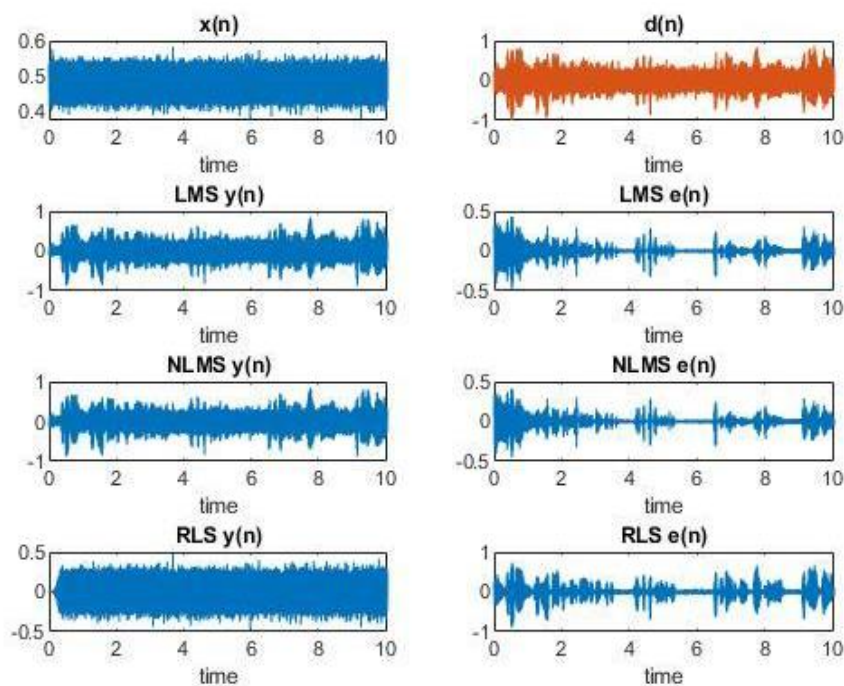 x(n)
0.6
0.5
0.4
0 2 4 6 8 10
time
d(n)
1
0
-1
0 2 4 6 8 10
time
LMS y(n)
1
0
-1
0 2 4 6 8 10
time
LMS e(n)
0.5
0
-0.5
0 2 4 6 8 10
time
NLMS y(n)
1
0
-1
0 2 4 6 8 10
time
NLMS e(n)
0.5
0
-0.5
0 2 4 6 8 10
time
RLS y(n)
0.5
0
-0.5
0 2 4 6 8 10
time
RLS e(n)
1
0
-1
0 2 4 6 8 10
time